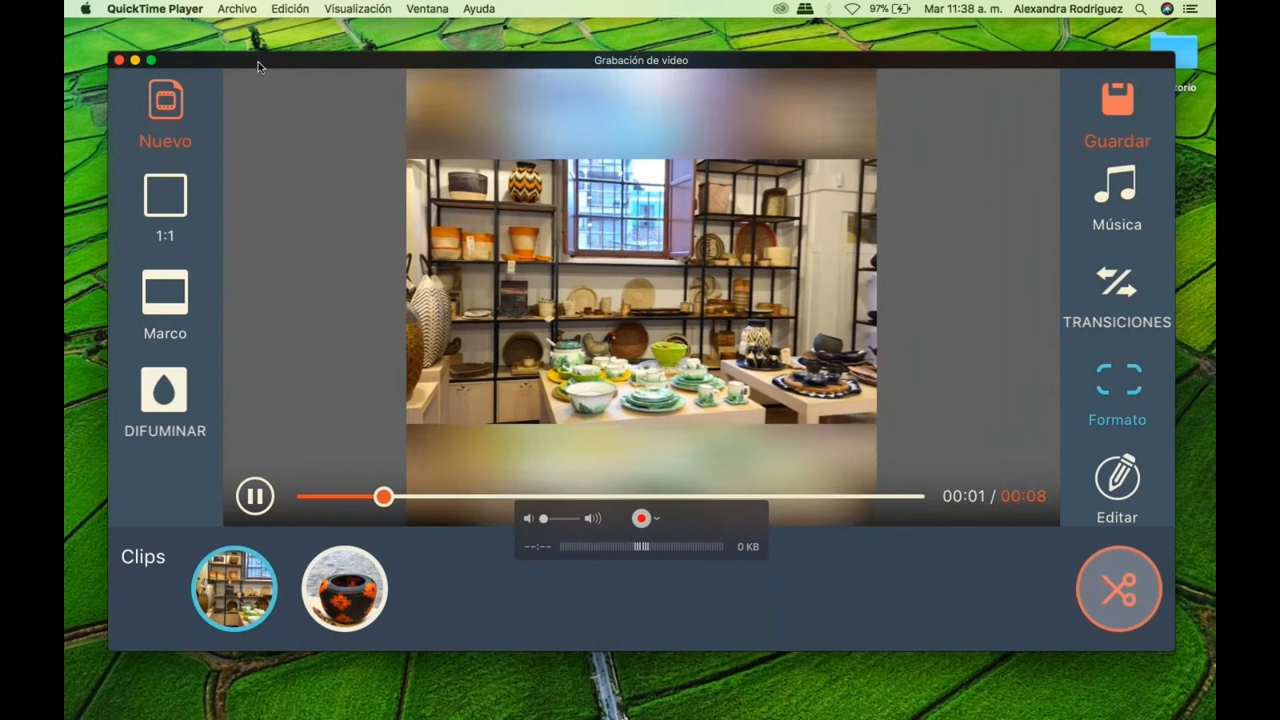 QuickTime Player Archivo Edición Visualización Ventana Ayuda 97% Mar 11:38 a. m. Alexandra Rodriguez
Grabación de video
torio
Nuevo
Guardar
1:1
Música
Marco
TRANSICIONES
DIFUMINAR
Formato
00:01 / 00:08
Editar
--:-- 0 KB
Clips